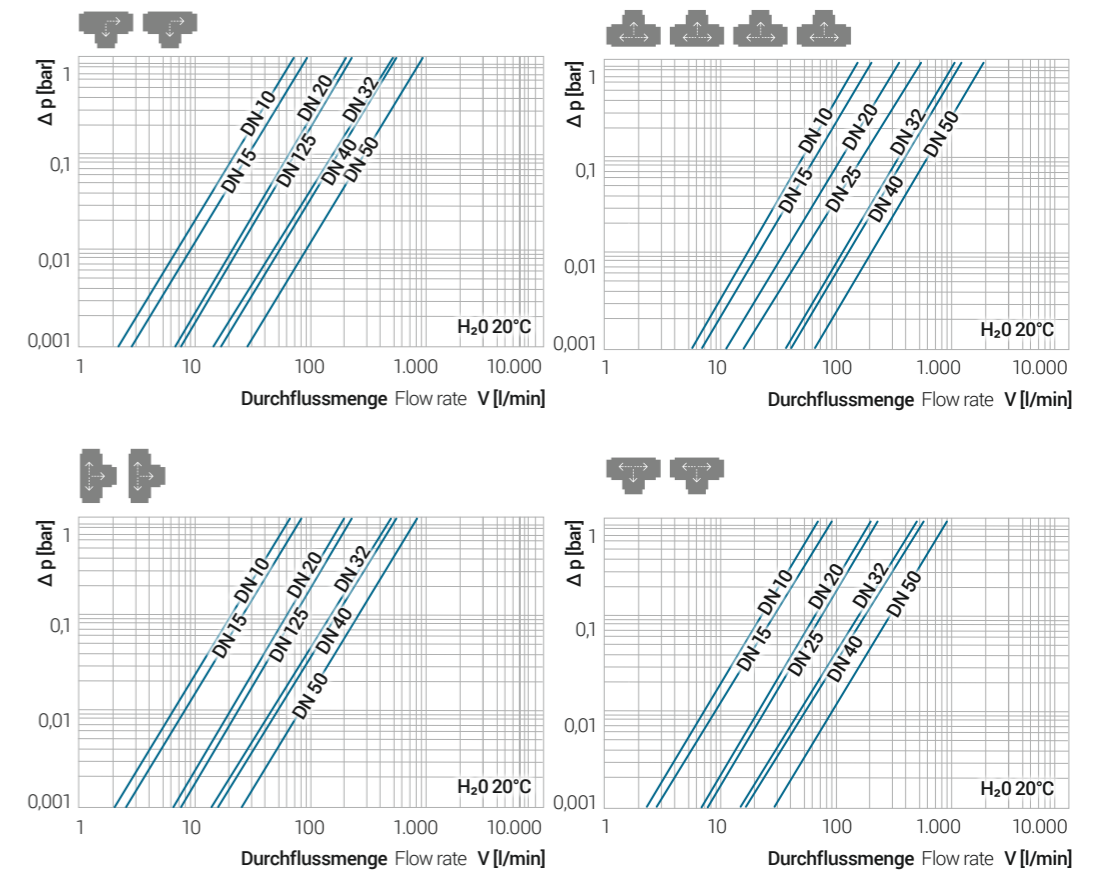 Δ p [bar]
1
0,1
0,01
0,001
DN 10
DN 15
DN 20
DN 125
DN 32
DN 40
DN 50
H₂0 20°C
1 10 100 1.000 10.000
Durchflussmenge Flow rate V [l/min]
Δ p [bar]
1
0,1
0,01
0,001
DN 10
DN 15
DN 20
DN 25
DN 32
DN 40
DN 50
H₂0 20°C
1 10 100 1.000 10.000
Durchflussmenge Flow rate V [l/min]
Δ p [bar]
1
0,1
0,01
0,001
DN 10
DN 15
DN 20
DN 125
DN 32
DN 40
DN 50
H₂0 20°C
1 10 100 1.000 10.000
Durchflussmenge Flow rate V [l/min]
Δ p [bar]
1
0,1
0,01
0,001
DN 10
DN 15
DN 20
DN 25
DN 32
DN 40
DN 50
H₂0 20°C
1 10 100 1.000 10.000
Durchflussmenge Flow rate V [l/min]